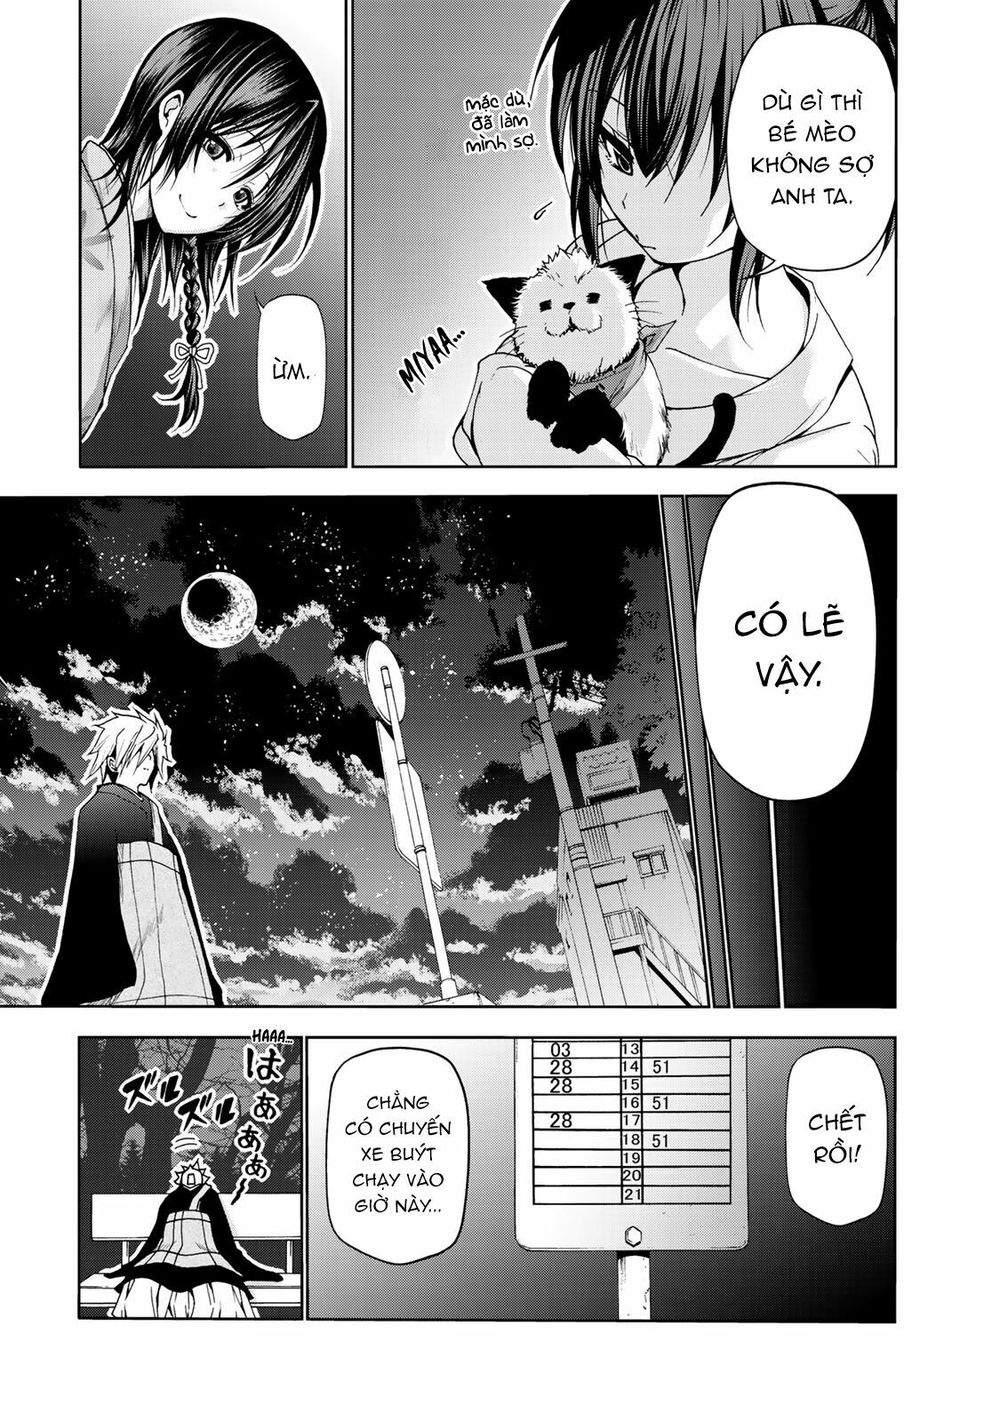 DÙ GÌ THÌ
BÉ MÈO
KHÔNG SỢ
ANH TA.
mặc dù,
đã làm
mình sợ.
MIYAA...
ỪM.
CÓ LẼ
VẬY.
CHẾT
RỒI!
03 13
28 14 51
28 15
16 51
28 17
18 51
19
20
21
CHẲNG
CÓ CHUYẾN
XE BUÝT
CHẠY VÀO
GIỜ NÀY...
HAAA...
はぁぁぁ~
ズル
ズル